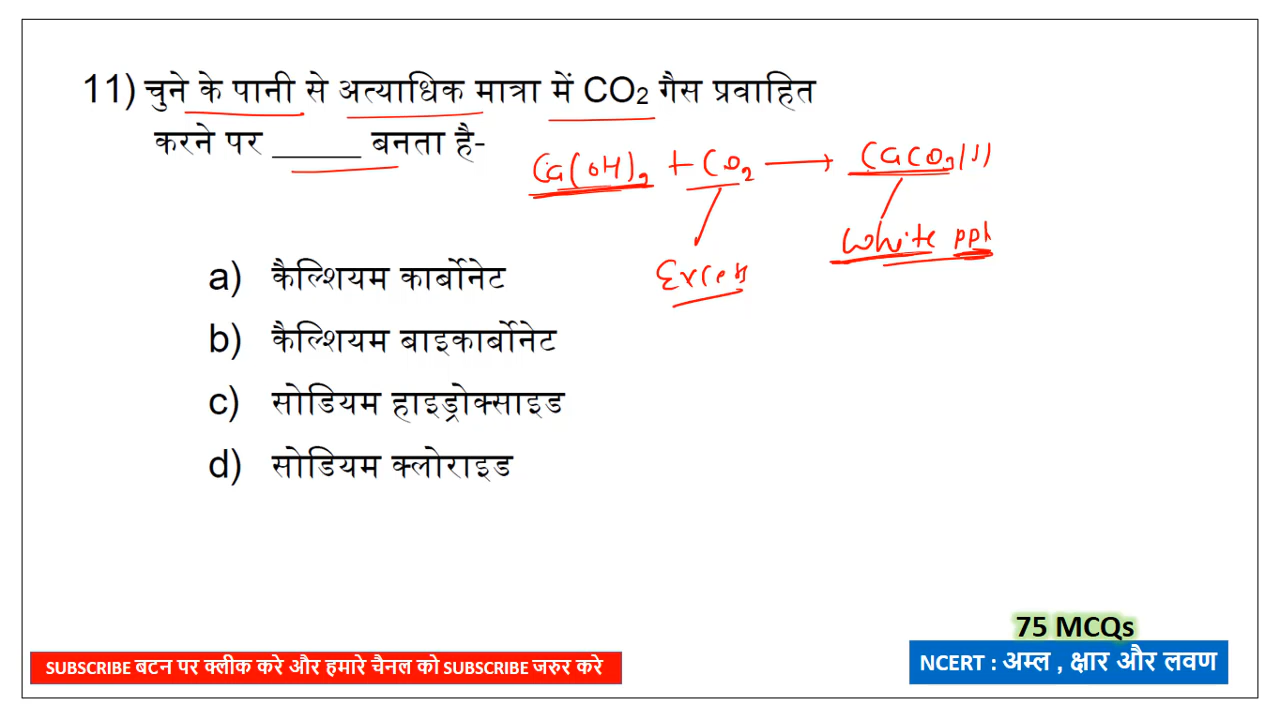 11) चुने के पानी से अत्याधिक मात्रा में CO₂ गैस प्रवाहित
करने पर _____ बनता है-
Ca(OH)₂ + CO₂ → CaCO₃(↓)
White ppt
Excess
a) कैल्शियम कार्बोनेट
b) कैल्शियम बाइकार्बोनेट
c) सोडियम हाइड्रोक्साइड
d) सोडियम क्लोराइड
75 MCQs
SUBSCRIBE बटन पर क्लीक करे और हमारे चैनल को SUBSCRIBE जरुर करे
NCERT : अम्ल , क्षार और लवण